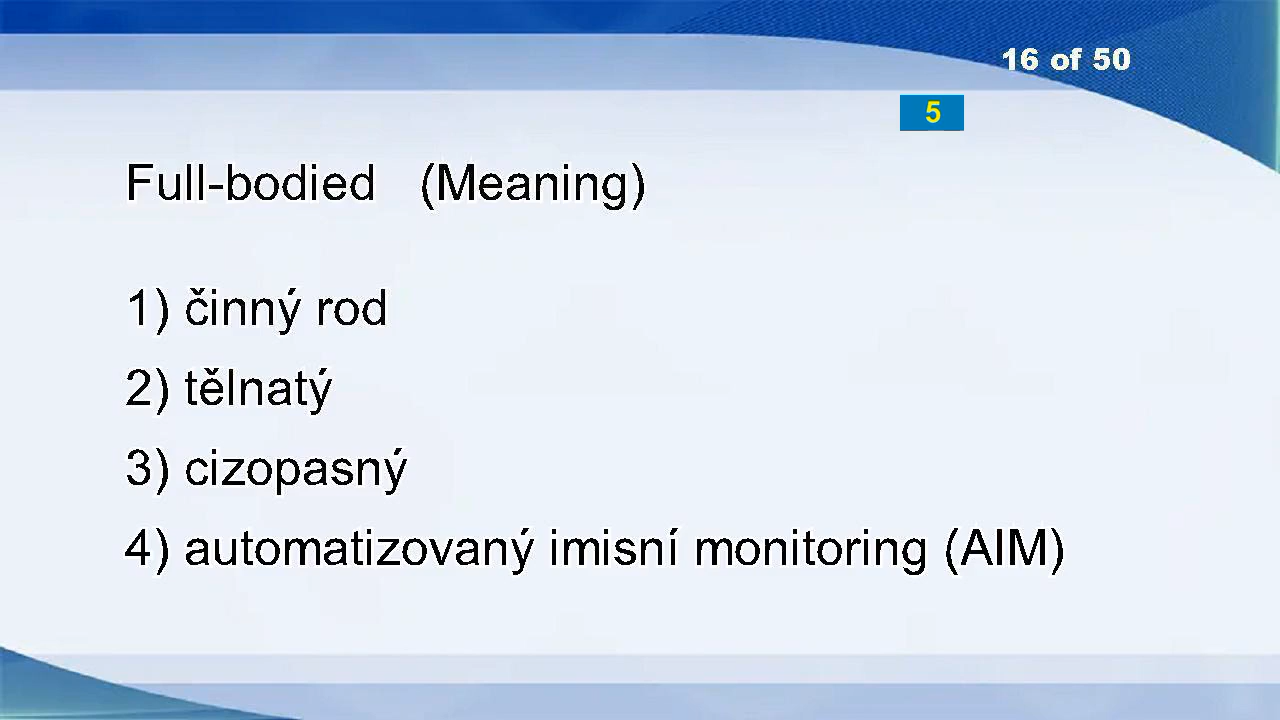 16 of 50
5
Full-bodied (Meaning)
1) činný rod
2) tělnatý
3) cizopasný
4) automatizovaný imisní monitoring (AIM)